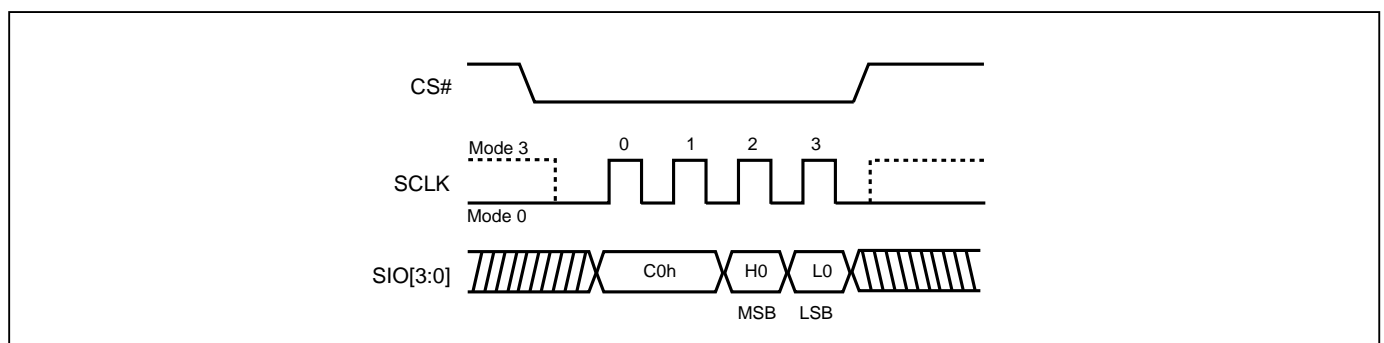 CS#
Mode 3
0 1 2 3
SCLK
Mode 0
SIO[3:0]
C0h H0 L0
MSB LSB